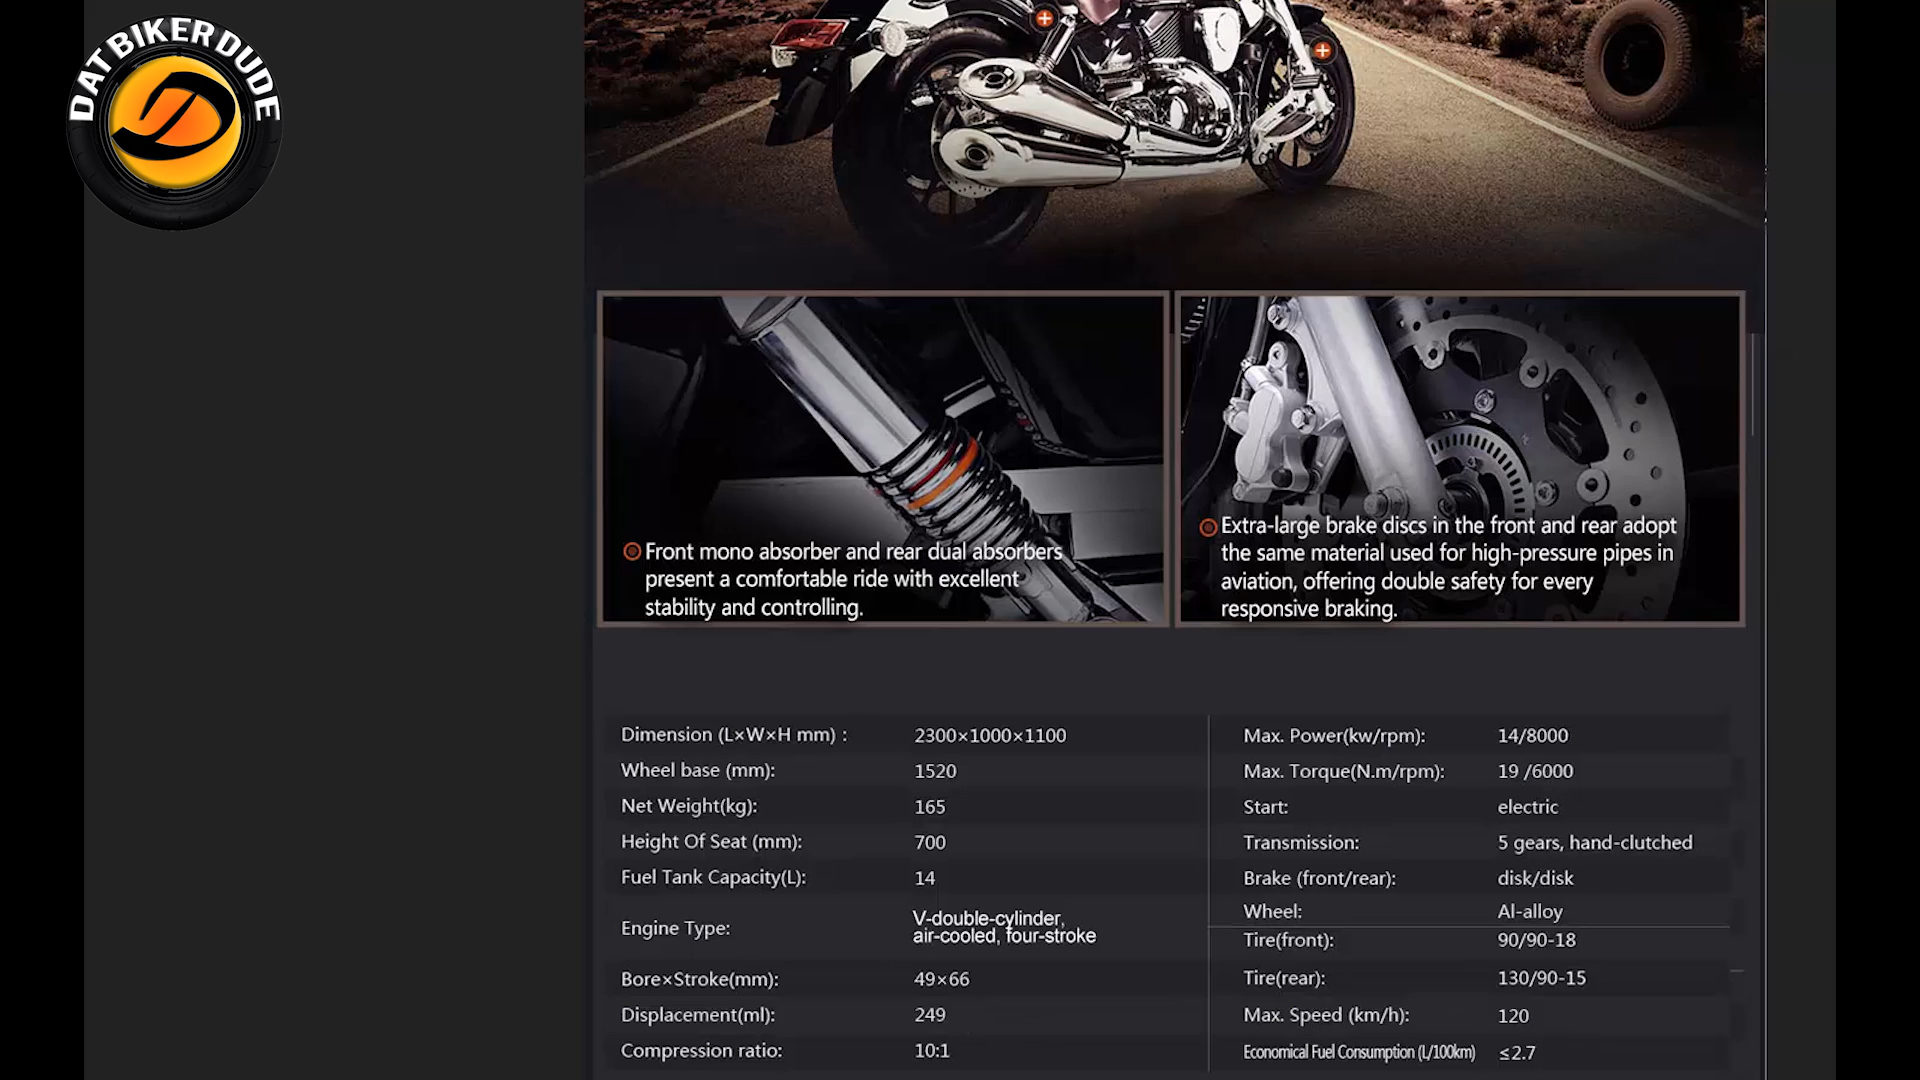 DAT BIKER DUDE
Front mono absorber and rear dual absorbers
present a comfortable ride with excellent
stability and controlling.
Extra-large brake discs in the front and rear adopt
the same material used for high-pressure pipes in
aviation, offering double safety for every
responsive braking.
Dimension (L×W×H mm) : 2300×1000×1100
Wheel base (mm): 1520
Net Weight(kg): 165
Height Of Seat (mm): 700
Fuel Tank Capacity(L): 14
Engine Type: V-double-cylinder,
air-cooled, four-stroke
Bore×Stroke(mm): 49×66
Displacement(ml): 249
Compression ratio: 10:1
Max. Power(kw/rpm): 14/8000
Max. Torque(N.m/rpm): 19 /6000
Start: electric
Transmission: 5 gears, hand-clutched
Brake (front/rear): disk/disk
Wheel: Al-alloy
Tire(front): 90/90-18
Tire(rear): 130/90-15
Max. Speed (km/h): 120
Economical Fuel Consumption (L/100km) ≤2.7